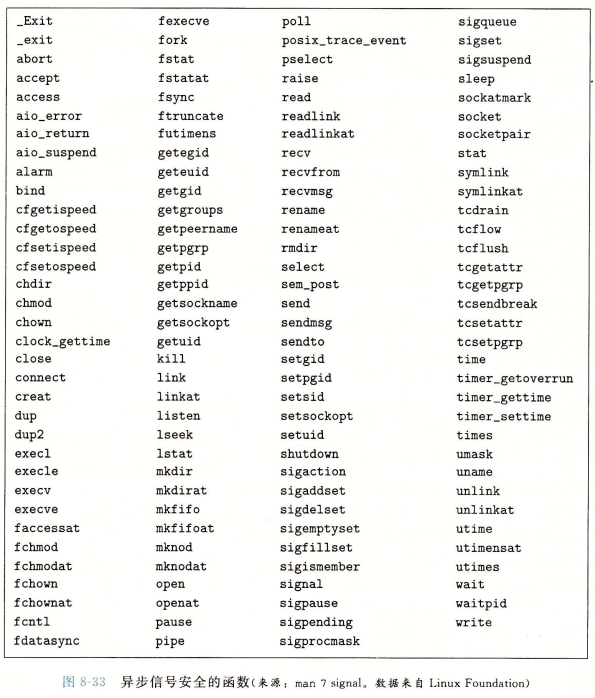 _Exit fexecve poll sigqueue
_exit fork posix_trace_event sigset
abort fstat pselect sigsuspend
accept fstatat raise sleep
access fsync read sockatmark
aio_error ftruncate readlink socket
aio_return futimens readlinkat socketpair
aio_suspend getegid recv stat
alarm geteuid recvfrom symlink
bind getgid recvmsg symlinkat
cfgetispeed getgroups rename tcdrain
cfgetospeed getpeername renameat tcflow
cfsetispeed getpgrp rmdir tcflush
cfsetospeed getpid select tcgetattr
chdir getppid sem_post tcgetpgrp
chmod getsockname send tcsendbreak
chown getsockopt sendmsg tcsetattr
clock_gettime getuid sendto tcsetpgrp
close kill setgid time
connect link setpgid timer_getoverrun
creat linkat setsid timer_gettime
dup listen setsockopt timer_settime
dup2 lseek setuid times
execl lstat shutdown umask
execle mkdir sigaction uname
execv mkdirat sigaddset unlink
execve mkfifo sigdelset unlinkat
faccessat mkfifoat sigemptyset utime
fchmod mknod sigfillset utimensat
fchmodat mknodat sigismember utimes
fchown open signal wait
fchownat openat sigpause waitpid
fcntl pause sigpending write
fdatasync pipe sigprocmask
图 8-33 异步信号安全的函数(来源：man 7 signal。数据来自 Linux Foundation)